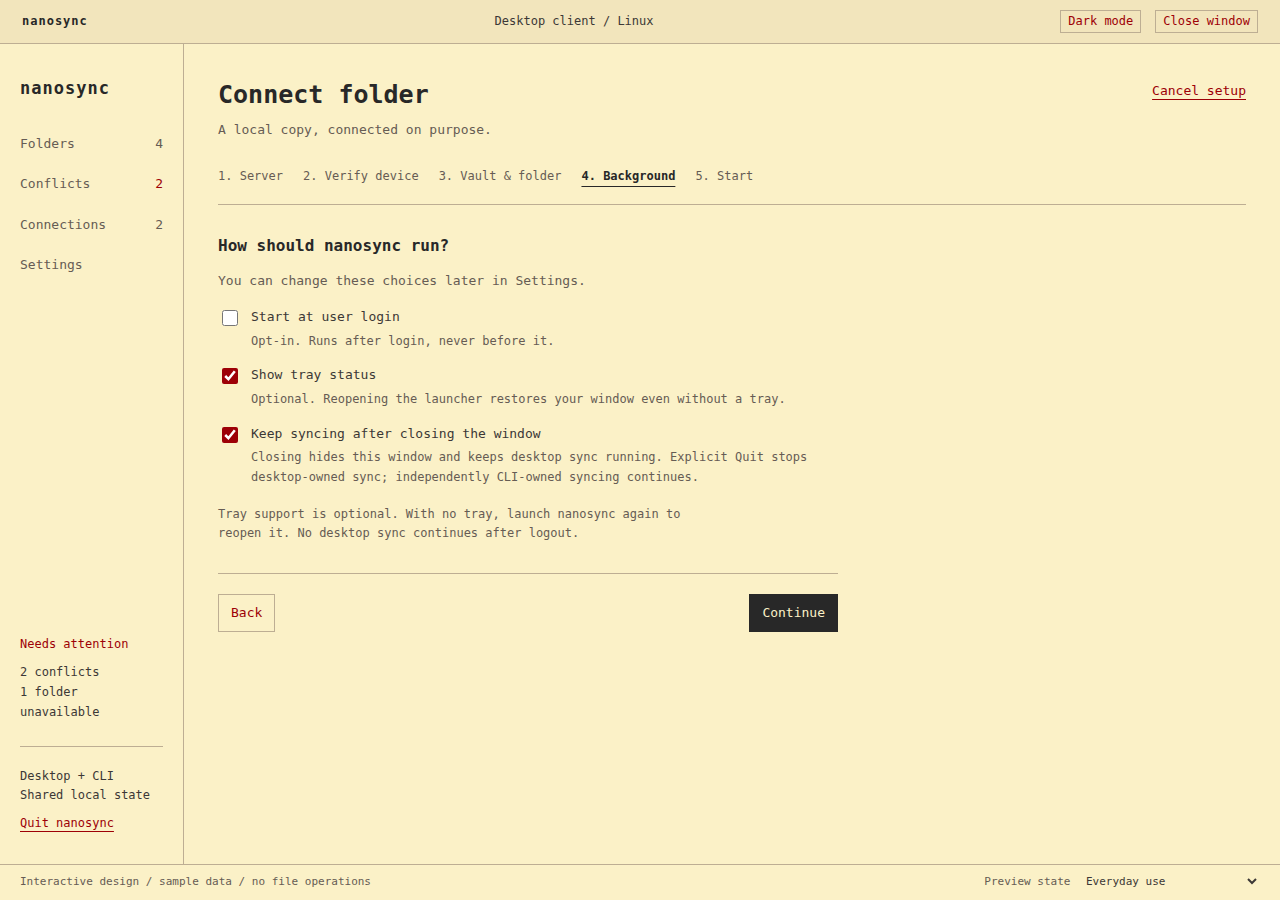 nanosync
Desktop client / Linux
Dark mode
Close window
nanosync
Folders 4
Conflicts 2
Connections 2
Settings
Needs attention
2 conflicts
1 folder
unavailable
Desktop + CLI
Shared local state
Quit nanosync
Connect folder
Cancel setup
A local copy, connected on purpose.
1. Server 2. Verify device 3. Vault & folder 4. Background 5. Start
How should nanosync run?
You can change these choices later in Settings.
Start at user login
Opt-in. Runs after login, never before it.
Show tray status
Optional. Reopening the launcher restores your window even without a tray.
Keep syncing after closing the window
Closing hides this window and keeps desktop sync running. Explicit Quit stops
desktop-owned sync; independently CLI-owned syncing continues.
Tray support is optional. With no tray, launch nanosync again to
reopen it. No desktop sync continues after logout.
Back
Continue
Interactive design / sample data / no file operations
Preview state Everyday use